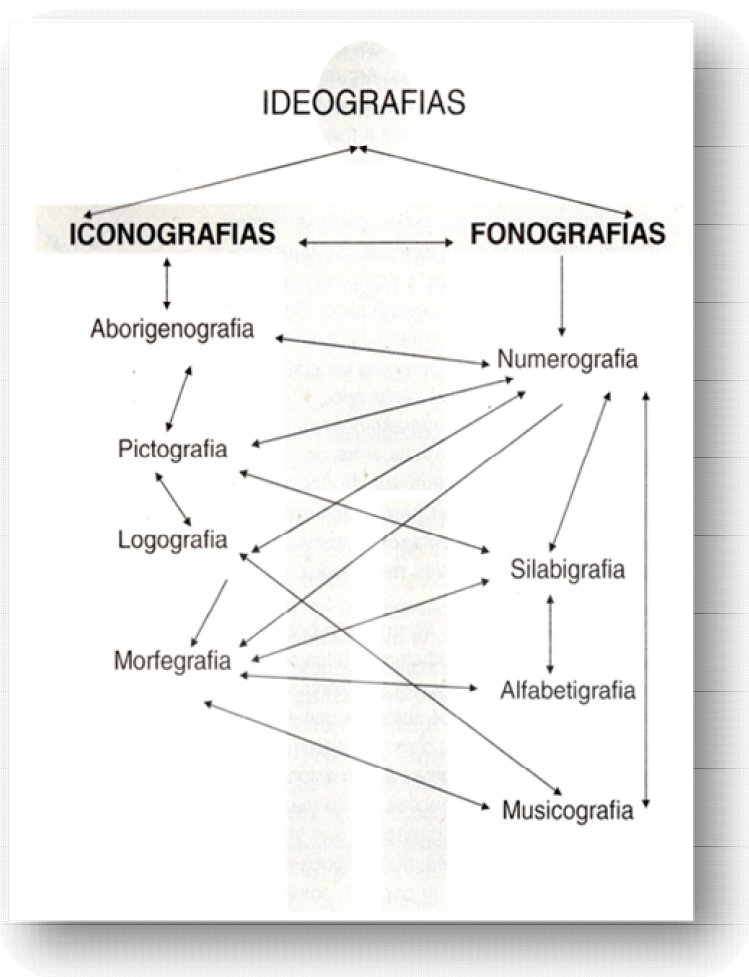 IDEOGRAFIAS
ICONOGRAFIAS
FONOGRAFIAS
Aborigenografia
Numerografia
Pictografia
Logografia
Silabigrafia
Morfegrafia
Alfabetigrafia
Musicografia